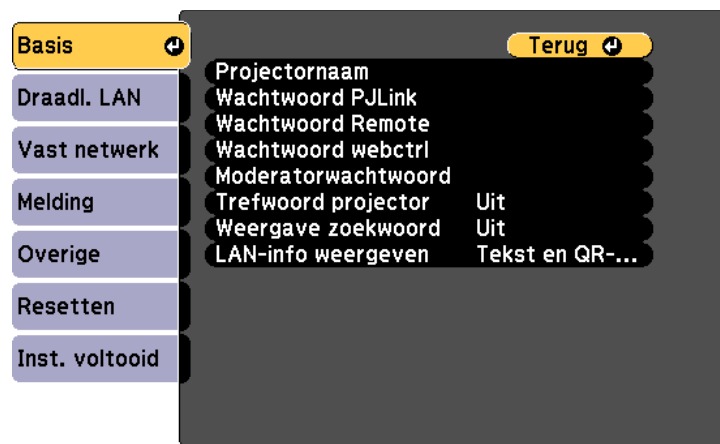 Basis
Draadl. LAN
Vast netwerk
Melding
Overige
Resetten
Inst. voltooid
Terug
Projectornaam
Wachtwoord PJLink
Wachtwoord Remote
Wachtwoord webctrl
Moderatorwachtwoord
Trefwoord projector Uit
Weergave zoekwoord Uit
LAN-info weergeven Tekst en QR-...